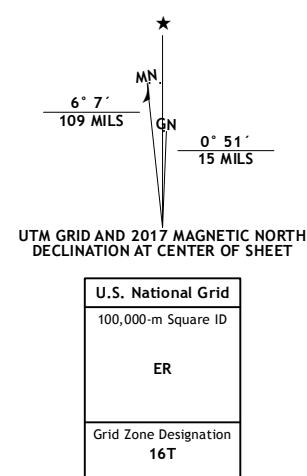 ★
MN
6° 7´
109 MILS
GN
0° 51´
15 MILS
UTM GRID AND 2017 MAGNETIC NORTH
DECLINATION AT CENTER OF SHEET
U.S. National Grid
100,000-m Square ID
ER
Grid Zone Designation
16T